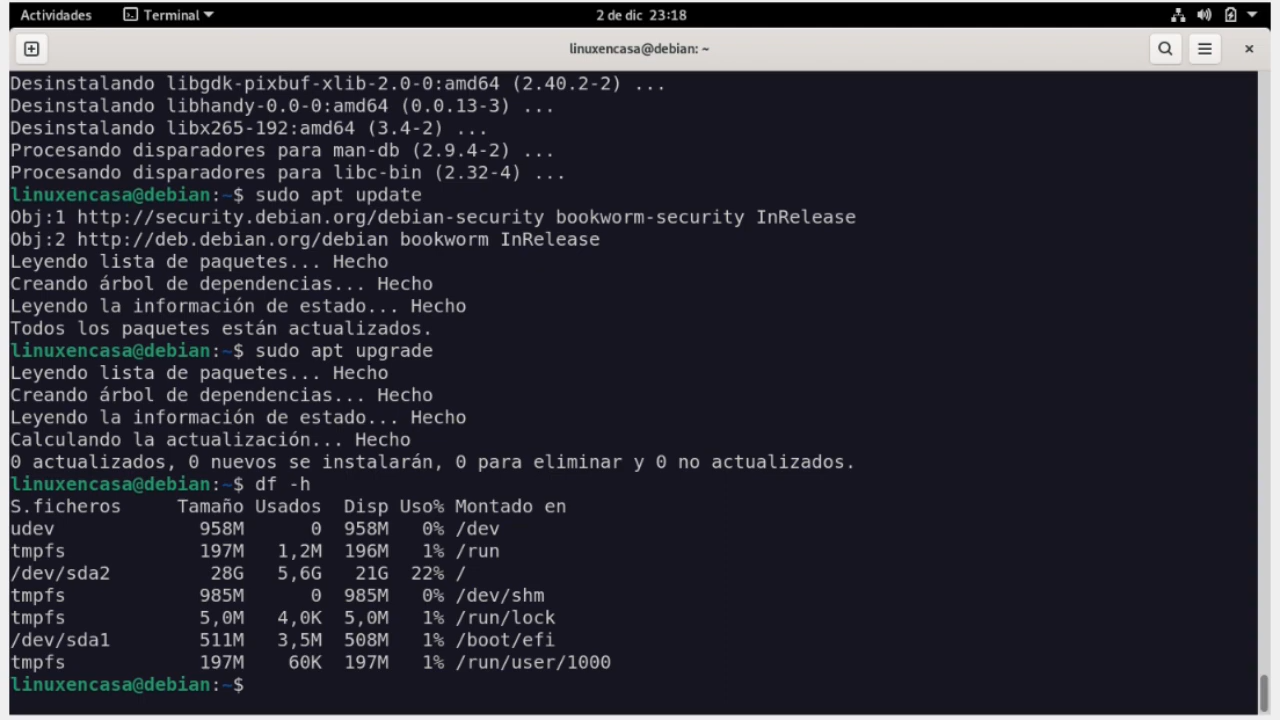 Actividades Terminal 2 de dic 23:18
linuxencasa@debian: ~
Desinstalando libgdk-pixbuf-xlib-2.0-0:amd64 (2.40.2-2) ...
Desinstalando libhandy-0.0-0:amd64 (0.0.13-3) ...
Desinstalando libx265-192:amd64 (3.4-2) ...
Procesando disparadores para man-db (2.9.4-2) ...
Procesando disparadores para libc-bin (2.32-4) ...
linuxencasa@debian:~$ sudo apt update
Obj:1 http://security.debian.org/debian-security bookworm-security InRelease
Obj:2 http://deb.debian.org/debian bookworm InRelease
Leyendo lista de paquetes... Hecho
Creando árbol de dependencias... Hecho
Leyendo la información de estado... Hecho
Todos los paquetes están actualizados.
linuxencasa@debian:~$ sudo apt upgrade
Leyendo lista de paquetes... Hecho
Creando árbol de dependencias... Hecho
Leyendo la información de estado... Hecho
Calculando la actualización... Hecho
0 actualizados, 0 nuevos se instalarán, 0 para eliminar y 0 no actualizados.
linuxencasa@debian:~$ df -h
S.ficheros Tamaño Usados Disp Uso% Montado en
udev 958M 0 958M 0% /dev
tmpfs 197M 1,2M 196M 1% /run
/dev/sda2 28G 5,6G 21G 22% /
tmpfs 985M 0 985M 0% /dev/shm
tmpfs 5,0M 4,0K 5,0M 1% /run/lock
/dev/sda1 511M 3,5M 508M 1% /boot/efi
tmpfs 197M 60K 197M 1% /run/user/1000
linuxencasa@debian:~$